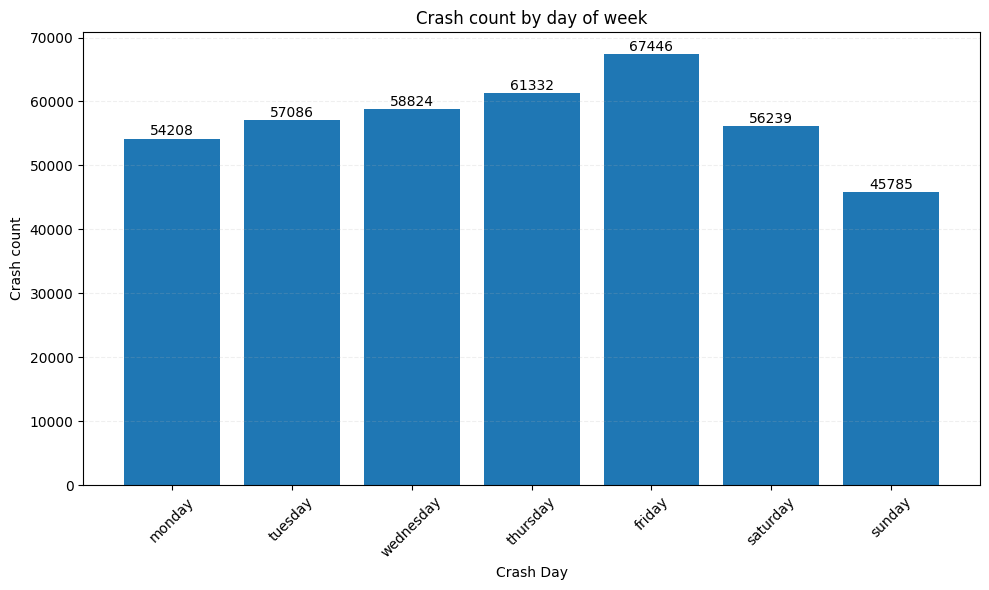 Crash count by day of week
Crash count
70000
60000
50000
40000
30000
20000
10000
0
54208
57086
58824
61332
67446
56239
45785
monday
tuesday
wednesday
thursday
friday
saturday
sunday
Crash Day